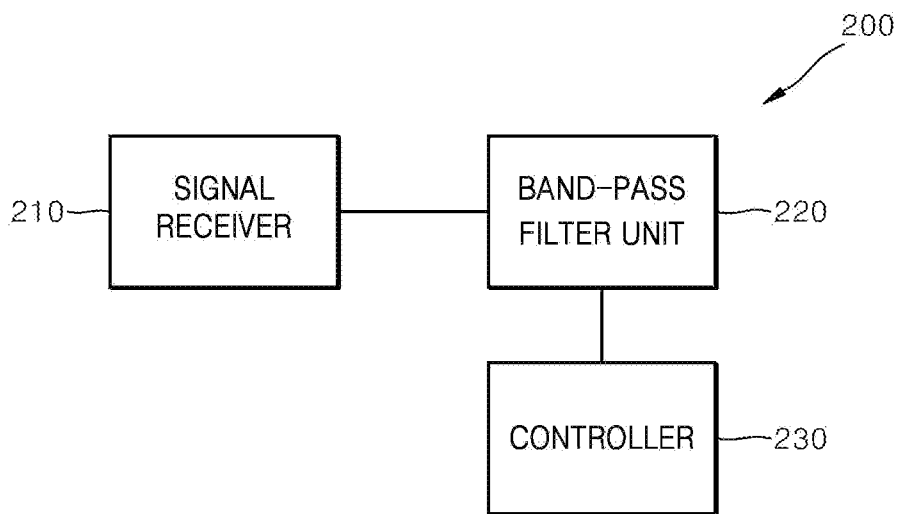 200
SIGNAL
RECEIVER
210
BAND-PASS
FILTER UNIT
220
CONTROLLER
230